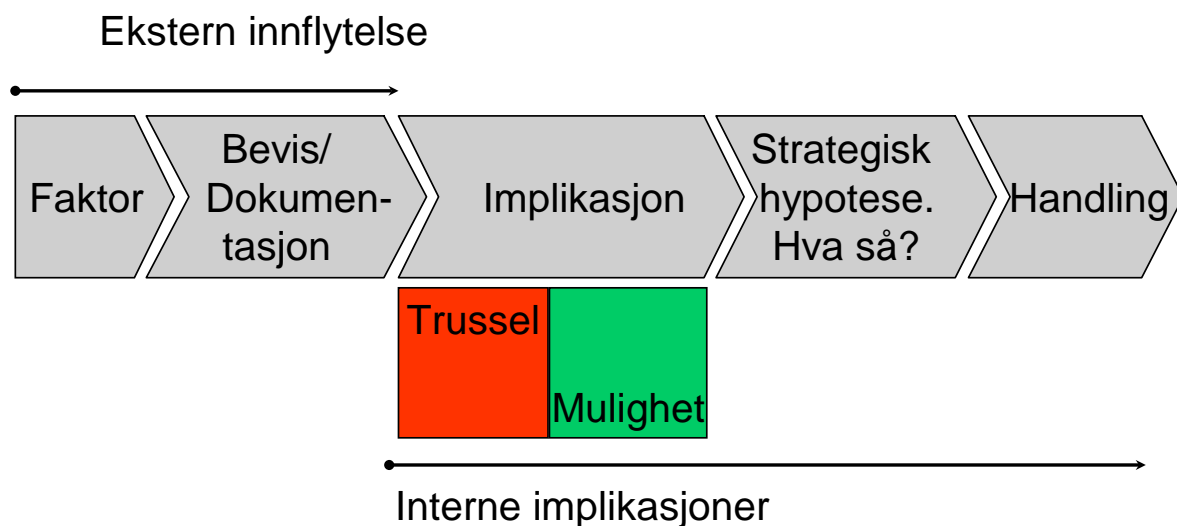 Ekstern innflytelse
Faktor
Bevis/
Dokumen-
tasjon
Implikasjon
Strategisk
hypotese.
Hva så?
Handling
Trussel
Mulighet
Interne implikasjoner